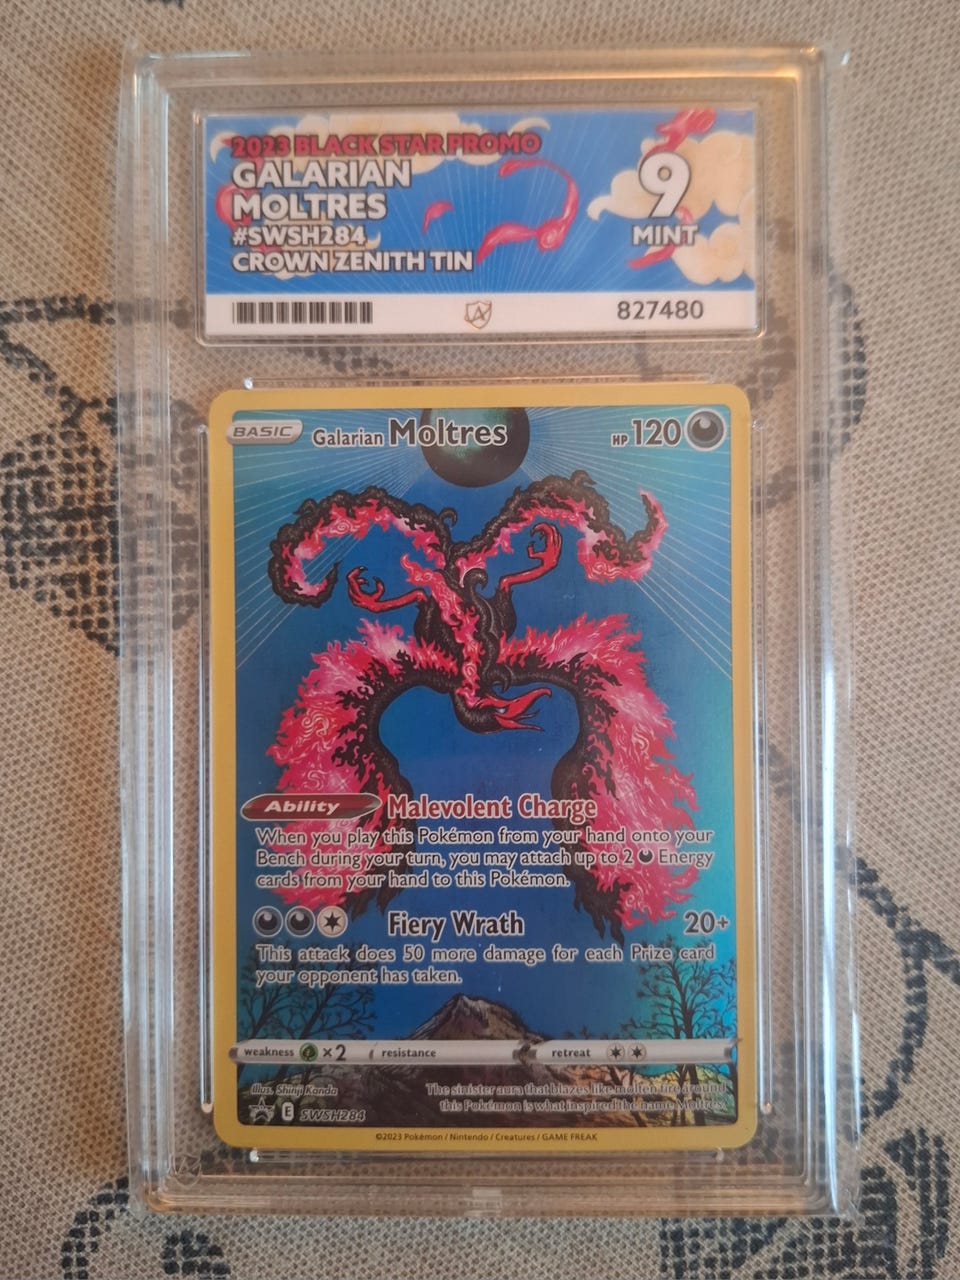 2023 BLACK STAR PROMO
GALARIAN
MOLTRES
#SWSH284
CROWN ZENITH TIN
9
MINT
827480
BASIC Galarian Moltres HP 120
Ability Malevolent Charge
When you play this Pokémon from your hand onto your
Bench during your turn, you may attach up to 2 Energy
cards from your hand to this Pokémon.
Fiery Wrath 20+
This attack does 50 more damage for each Prize card
your opponent has taken.
weakness ×2 resistance retreat
Illus. Shinji Kanda
The sinister aura that blazes like molten fire around
this Pokémon is what inspired the name Moltres.
E SWSH284
©2023 Pokémon / Nintendo / Creatures / GAME FREAK